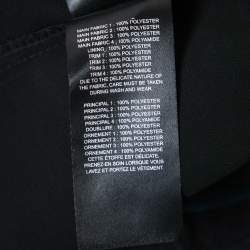 MAIN FABRIC 1 : 100% POLYESTER
MAIN FABRIC 2 : 100% POLYESTER
MAIN FABRIC 3 : 100% POLYESTER
MAIN FABRIC 4 : 100% POLYAMIDE
LINING : 100% POLYESTER
TRIM 1 : 100% POLYESTER
TRIM 2 : 100% POLYESTER
TRIM 3 : 100% POLYESTER
TRIM 4 : 100% POLYAMIDE
DUE TO THE DELICATE NATURE OF
THE FABRIC, CARE MUST BE TAKEN
DURING WASH AND WEAR.
PRINCIPAL 1 : 100% POLYESTER
PRINCIPAL 2 : 100% POLYESTER
PRINCIPAL 3 : 100% POLYESTER
PRINCIPAL 4 : 100% POLYAMIDE
DOUBLURE : 100% POLYESTER
ORNEMENT 1 : 100% POLYESTER
ORNEMENT 2 : 100% POLYESTER
ORNEMENT 3 : 100% POLYESTER
ORNEMENT 4 : 100% POLYAMIDE
CETTE ÉTOFFE EST DÉLICATE.
PRENEZ-EN SOIN LORSQUE VOUS
LAVEZ ET PORTEZ LE VÊTEMENT.